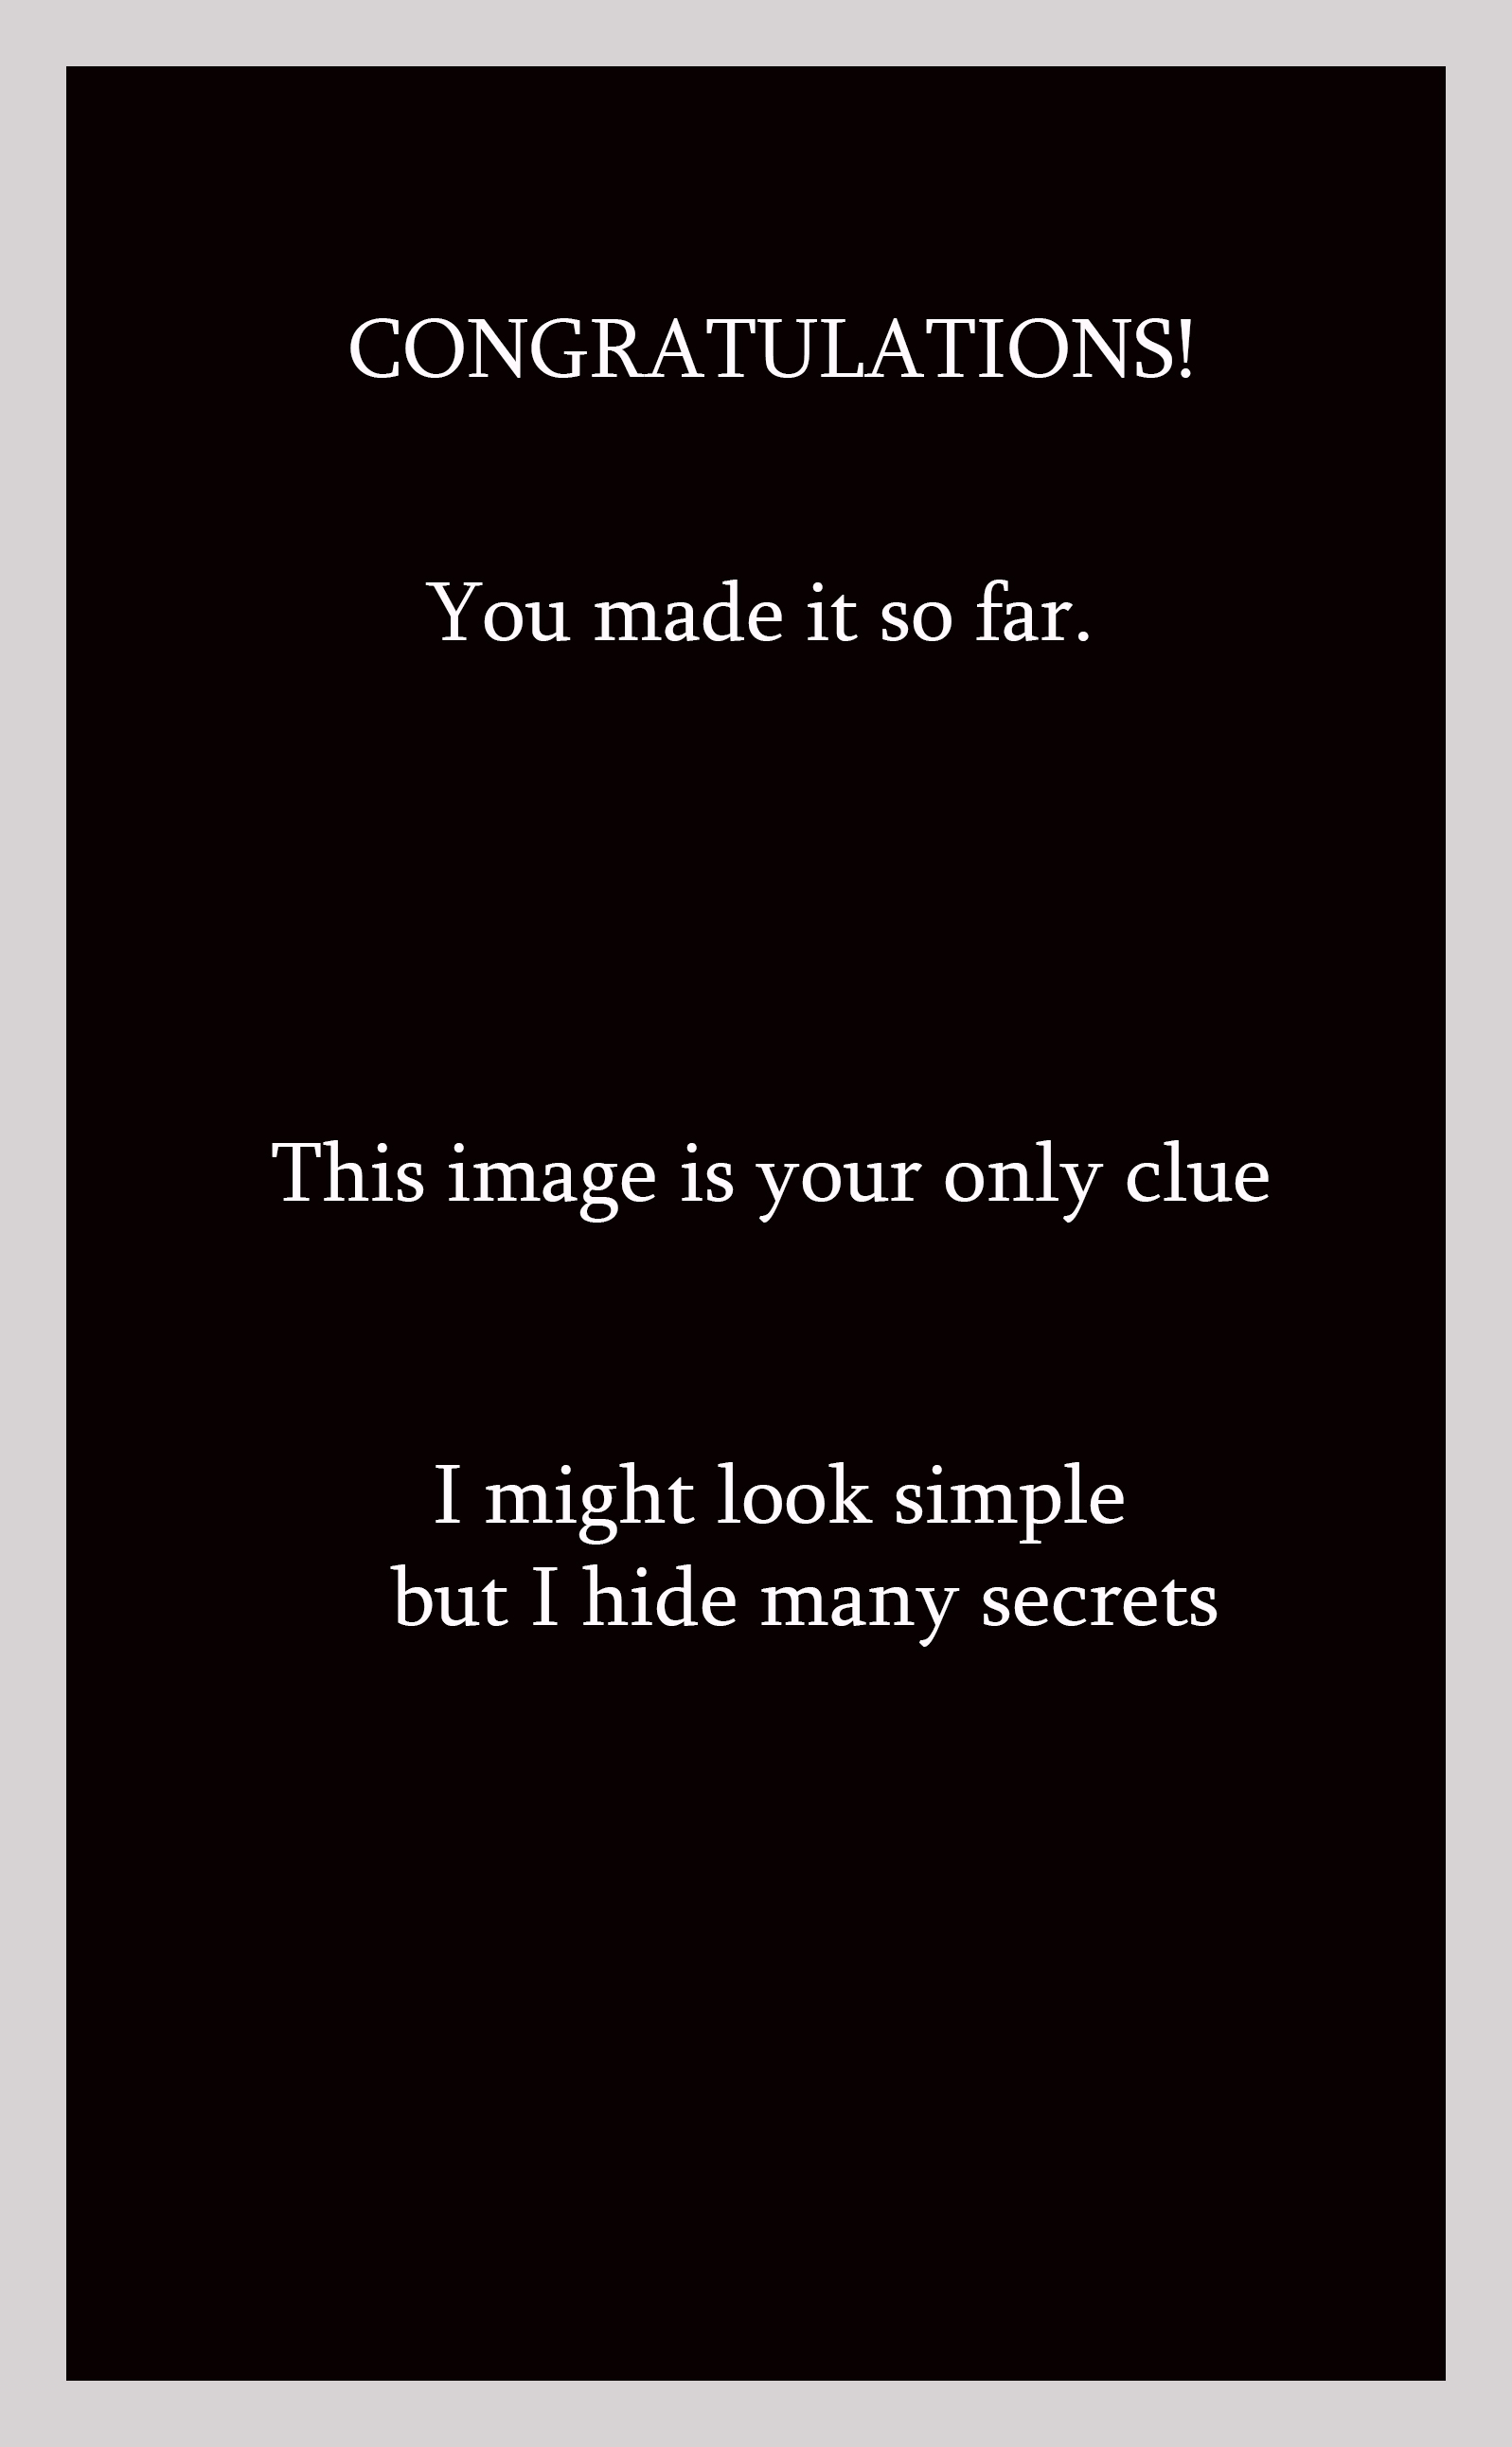 CONGRATULATIONS!
You made it so far.
This image is your only clue
I might look simple
but I hide many secrets